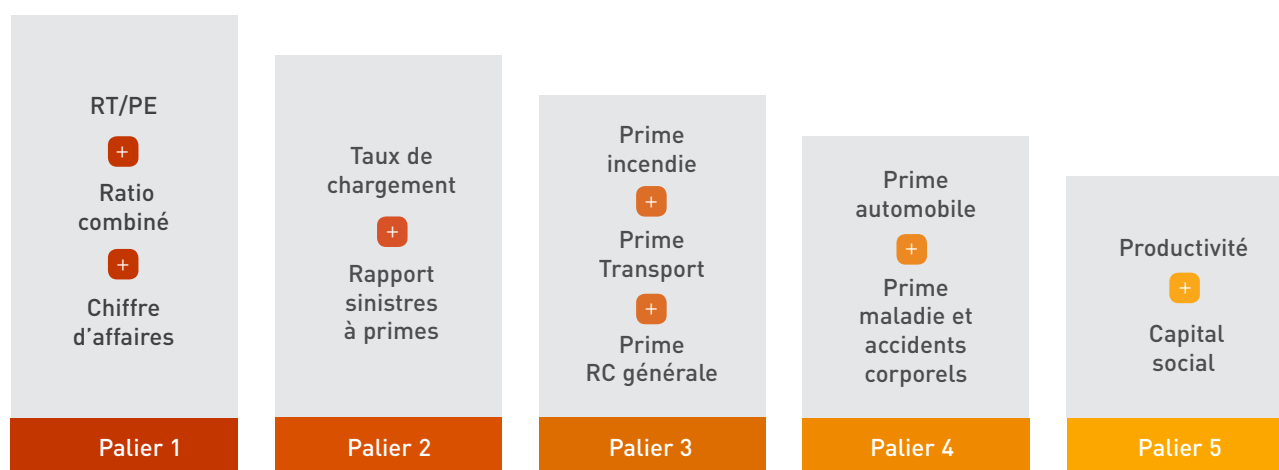 RT/PE
+
Ratio
combiné
+
Chiffre
d'affaires
Palier 1
Taux de
chargement
+
Rapport
sinistres
à primes
Palier 2
Prime
incendie
+
Prime
Transport
+
Prime
RC générale
Palier 3
Prime
automobile
+
Prime
maladie et
accidents
corporels
Palier 4
Productivité
+
Capital
social
Palier 5